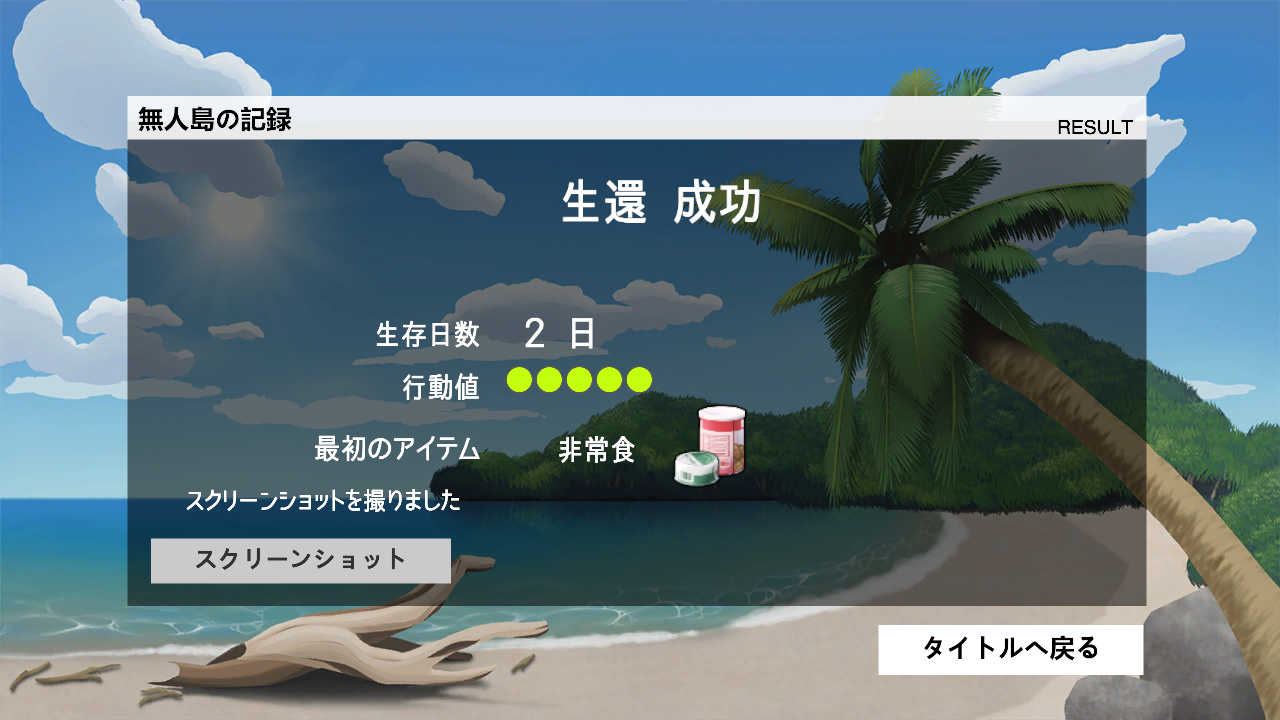 無人島の記録
RESULT
生還 成功
生存日数 2 日
行動値
最初のアイテム 非常食
スクリーンショットを撮りました
スクリーンショット
タイトルへ戻る